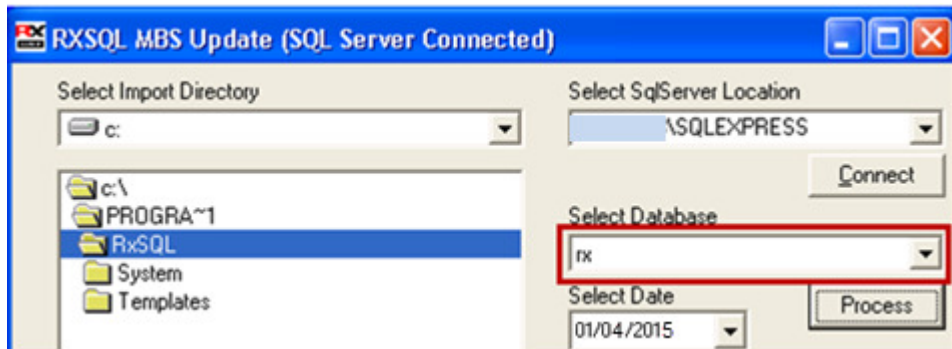 RXSQL MBS Update (SQL Server Connected)
Select Import Directory
c:
c:\
PROGRA~1
RxSQL
System
Templates
Select SqlServer Location
\SQLEXPRESS
Connect
Select Database
rx
Select Date
Process
01/04/2015